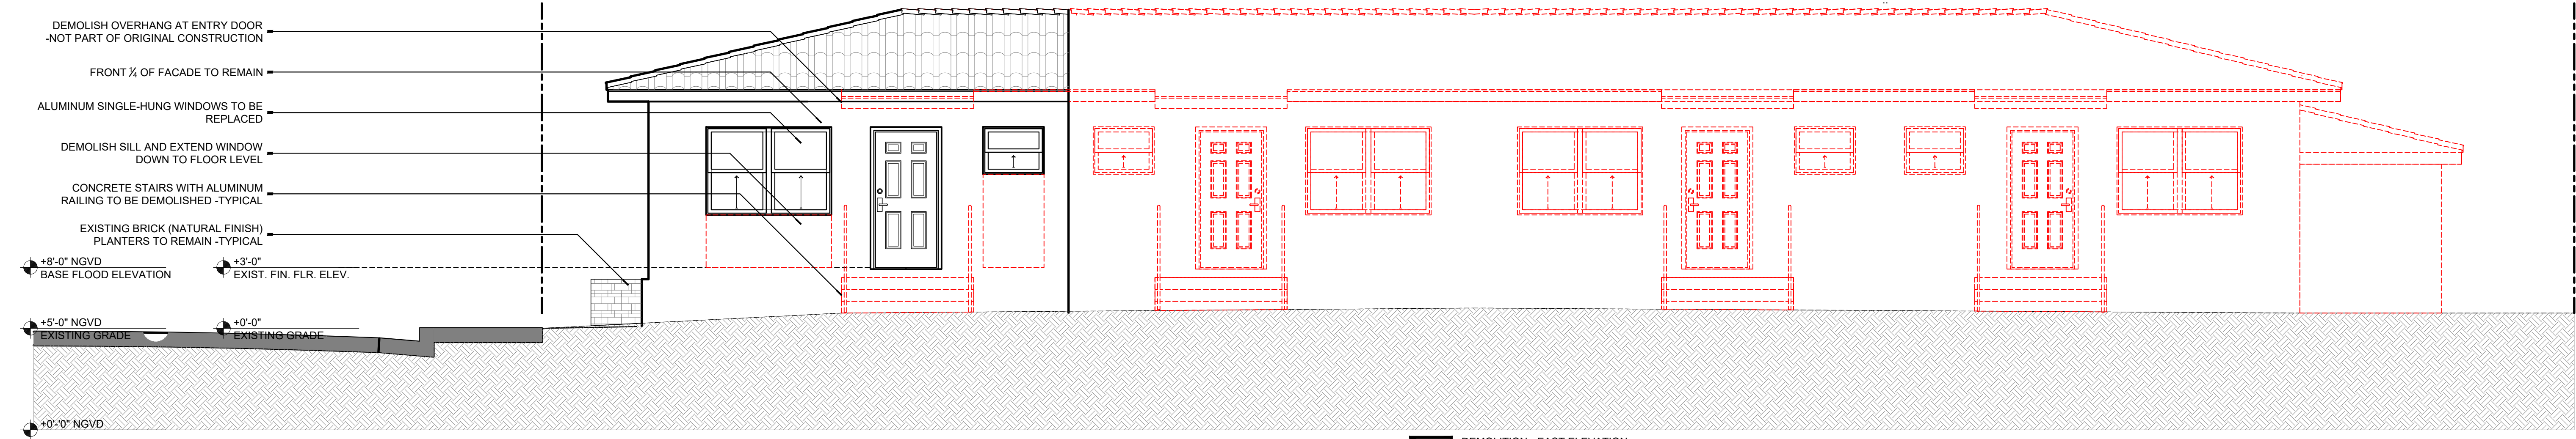 DEMOLISH OVERHANG AT ENTRY DOOR
-NOT PART OF ORIGINAL CONSTRUCTION
FRONT ¼ OF FACADE TO REMAIN
ALUMINUM SINGLE-HUNG WINDOWS TO BE
REPLACED
DEMOLISH SILL AND EXTEND WINDOW
DOWN TO FLOOR LEVEL
CONCRETE STAIRS WITH ALUMINUM
RAILING TO BE DEMOLISHED -TYPICAL
EXISTING BRICK (NATURAL FINISH)
PLANTERS TO REMAIN -TYPICAL
+8'-0" NGVD
BASE FLOOD ELEVATION
+3'-0"
EXIST. FIN. FLR. ELEV.
+5'-0" NGVD
EXISTING GRADE
+0'-0"
EXISTING GRADE
+0'-'0" NGVD
DEMOLITION - EAST ELEVATION